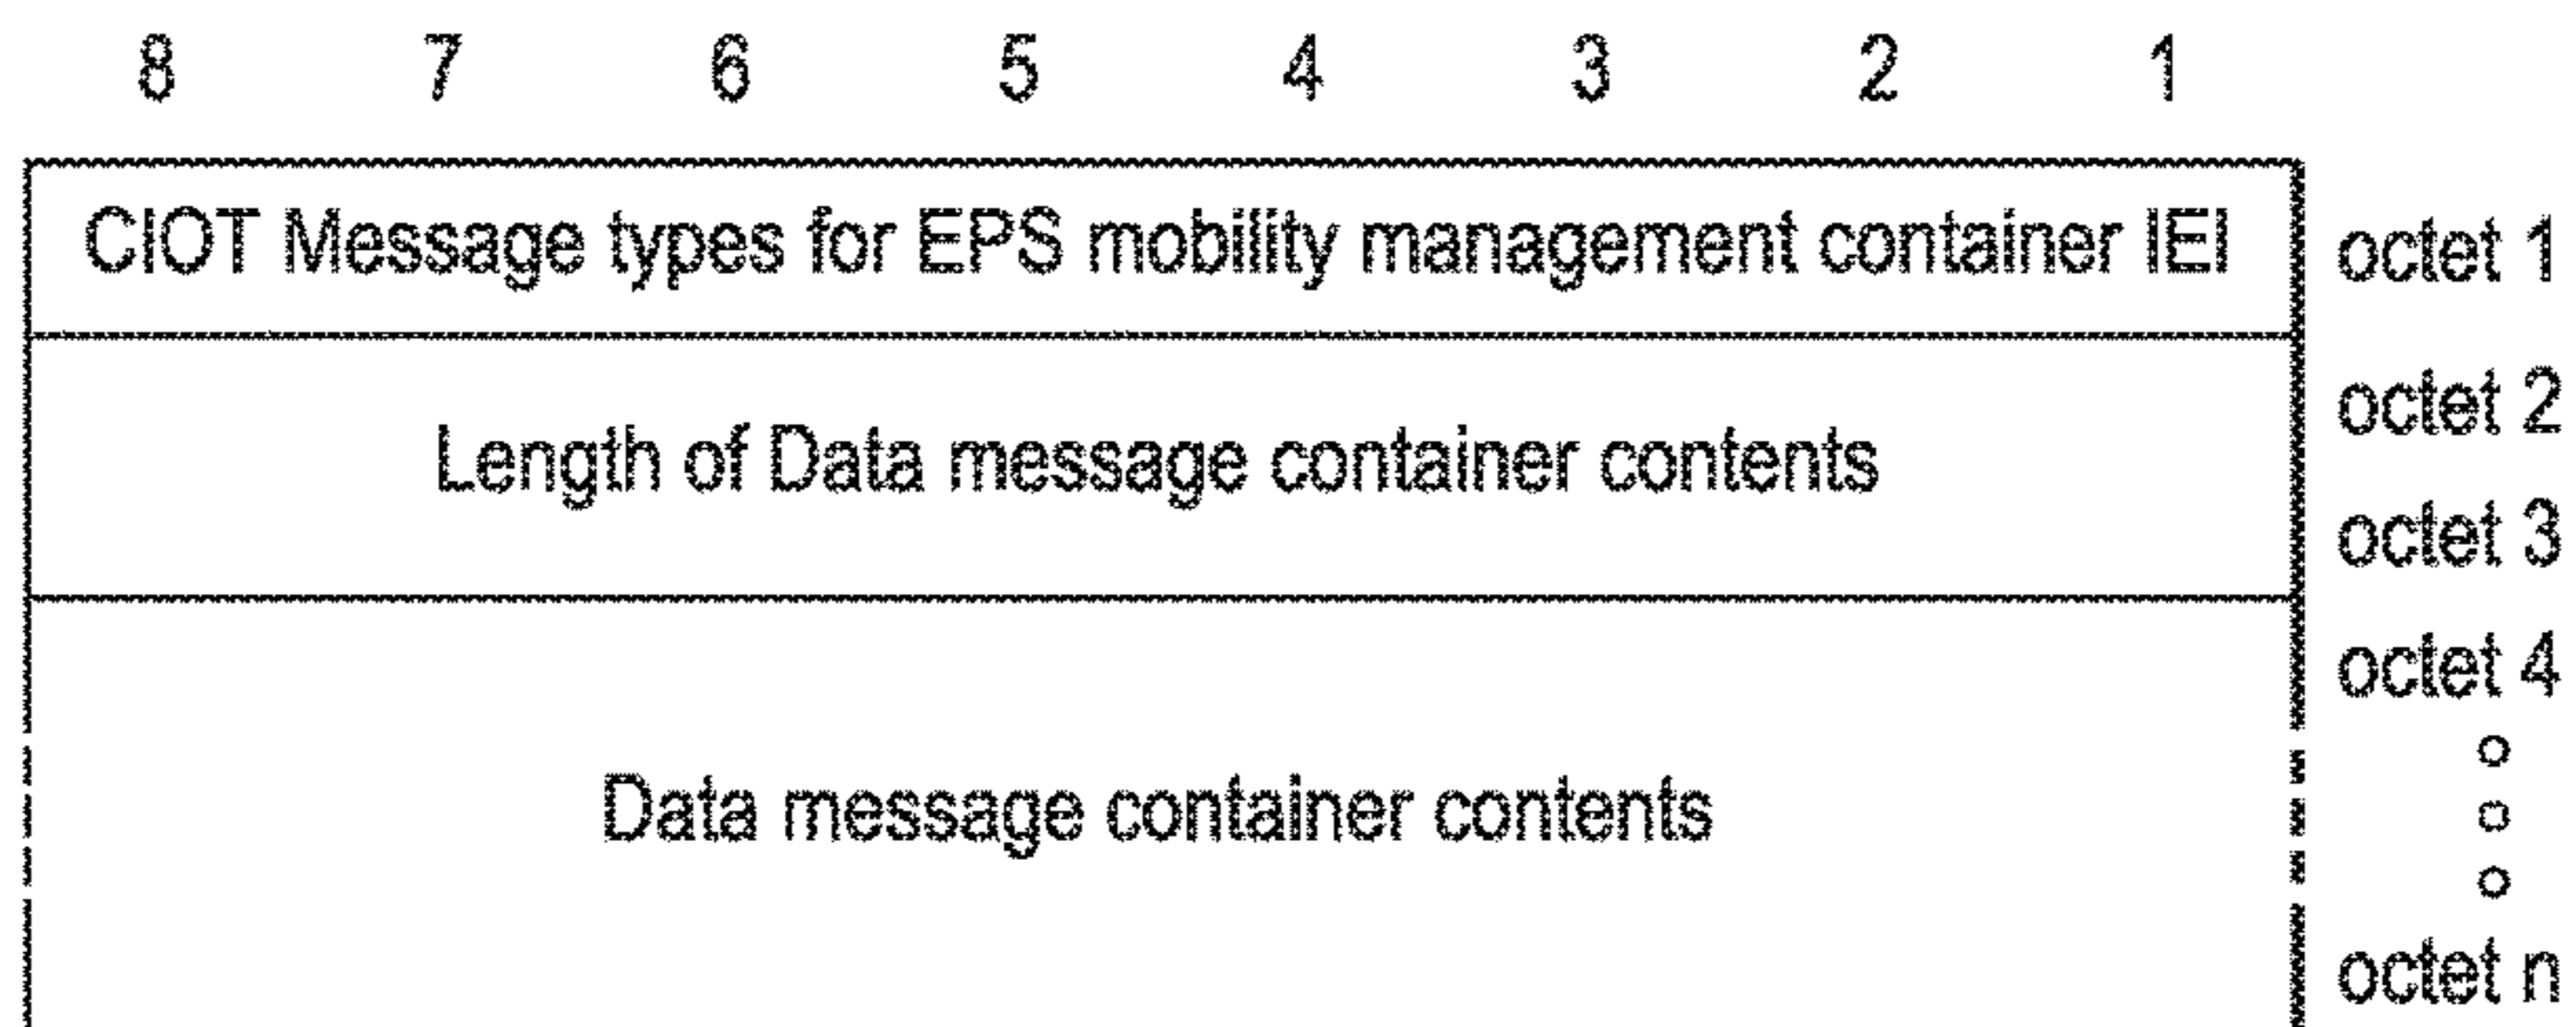 8 7 6 5 4 3 2 1
CIOT Message types for EPS mobility management container IEI octet 1
octet 2
Length of Data message container contents
octet 3
octet 4
Data message container contents
octet n